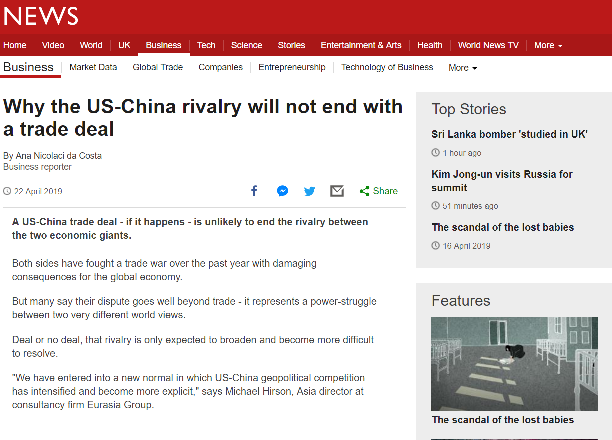 NEWS
Home Video World UK Business Tech Science Stories Entertainment & Arts Health World News TV More
Business Market Data Global Trade Companies Entrepreneurship Technology of Business More
Why the US-China rivalry will not end with
a trade deal
By Ana Nicolaci da Costa
Business reporter
22 April 2019
Share
A US-China trade deal - if it happens - is unlikely to end the rivalry between
the two economic giants.
Both sides have fought a trade war over the past year with damaging
consequences for the global economy.
But many say their dispute goes well beyond trade - it represents a power-struggle
between two very different world views.
Deal or no deal, that rivalry is only expected to broaden and become more difficult
to resolve.
"We have entered into a new normal in which US-China geopolitical competition
has intensified and become more explicit," says Michael Hirson, Asia director at
consultancy firm Eurasia Group.
Top Stories
Sri Lanka bomber 'studied in UK'
1 hour ago
Kim Jong-un visits Russia for
summit
51 minutes ago
The scandal of the lost babies
16 April 2019
Features
The scandal of the lost babies